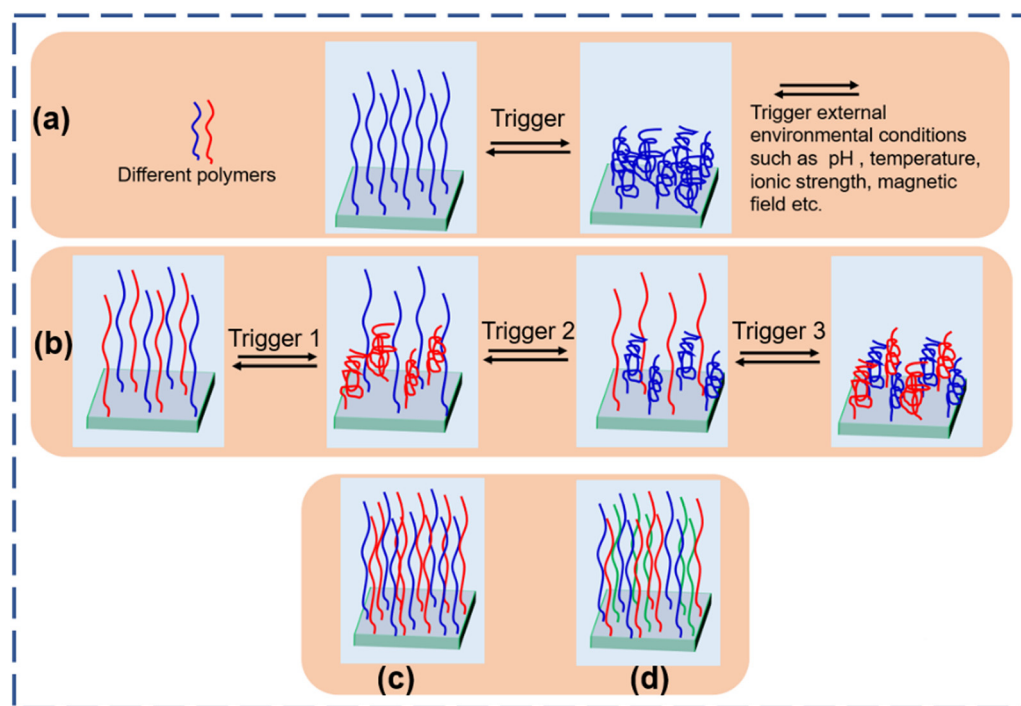 (a)
Different polymers
Trigger
Trigger external
environmental conditions
such as pH , temperature,
ionic strength, magnetic
field etc.
(b)
Trigger 1
Trigger 2
Trigger 3
(c)
(d)